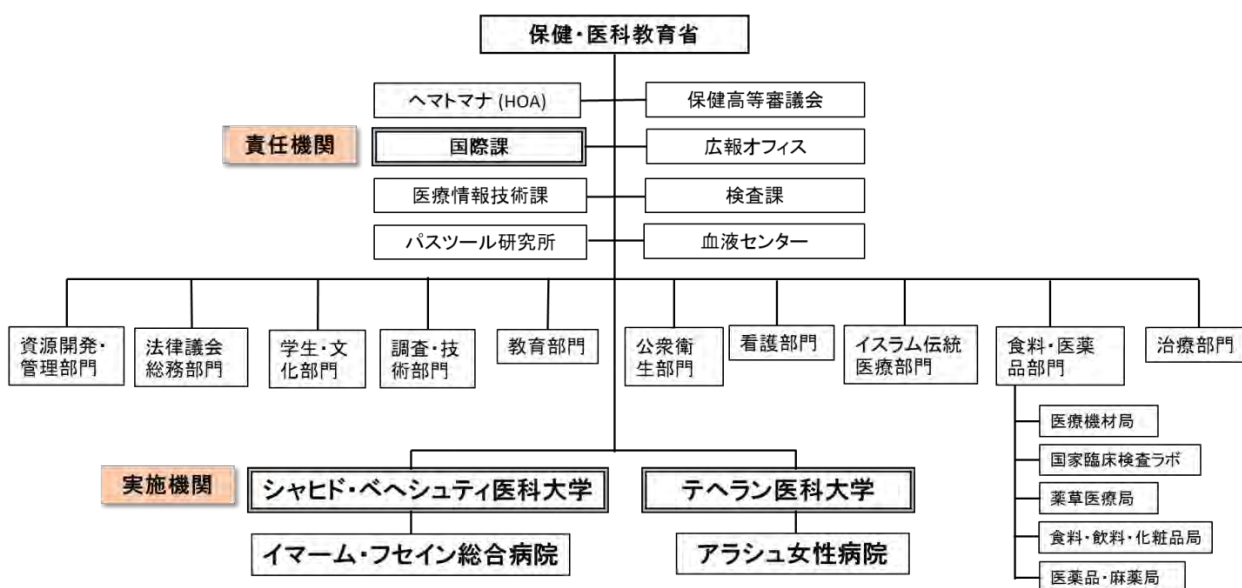 保健・医科教育省
ヘマトマナ (HOA)
保健高等審議会
責任機関
国際課
広報オフィス
医療情報技術課
検査課
パスツール研究所
血液センター
資源開発・
管理部門
法律議会
総務部門
学生・文
化部門
調査・技
術部門
教育部門
公衆衛
生部門
看護部門
イスラム伝統
医療部門
食料・医薬
品部門
治療部門
医療機材局
国家臨床検査ラボ
薬草医療局
食料・飲料・化粧品局
医薬品・麻薬局
実施機関
シャヒド・ベヘシュティ医科大学
テヘラン医科大学
イマーム・フセイン総合病院
アラシュ女性病院